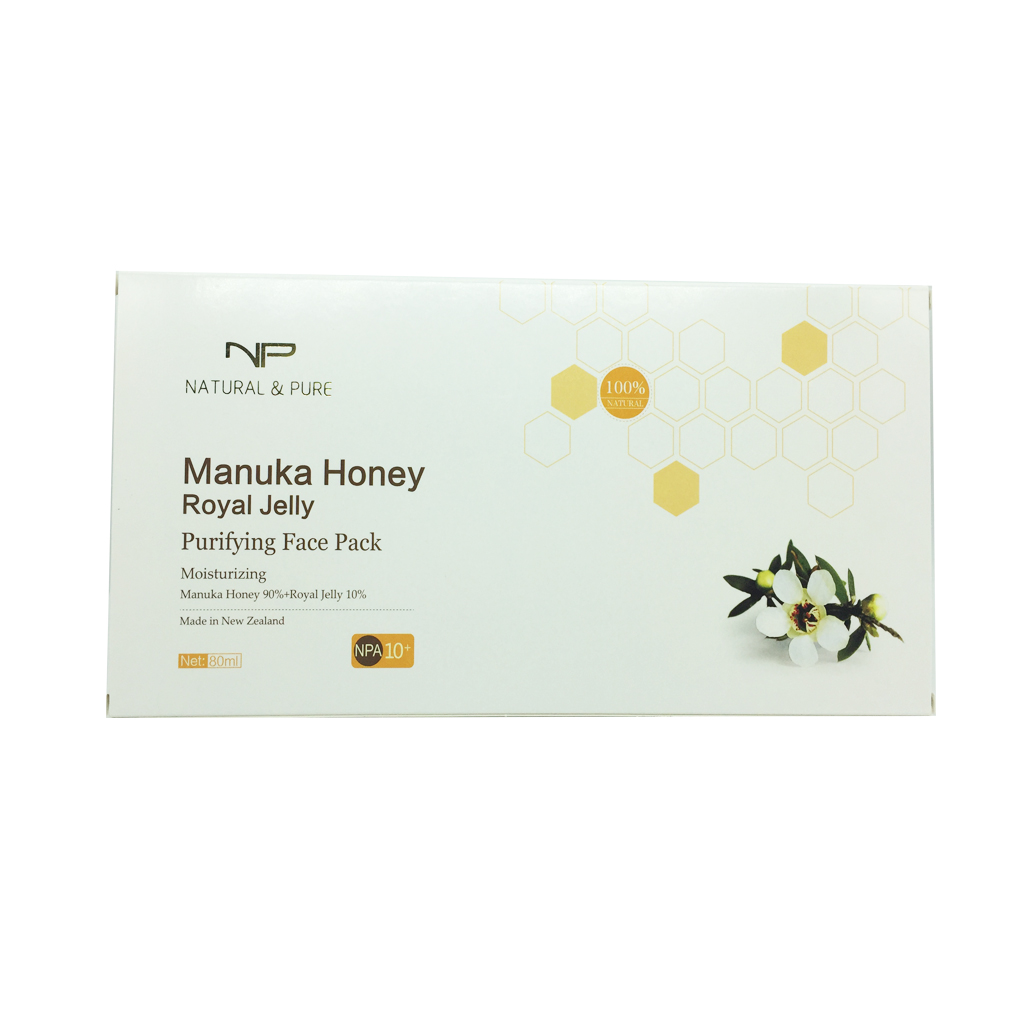 NP
NATURAL & PURE
100%
NATURAL
Manuka Honey
Royal Jelly
Purifying Face Pack
Moisturizing
Manuka Honey 90%+Royal Jelly 10%
Made in New Zealand
Net: 80ml
NPA 10+